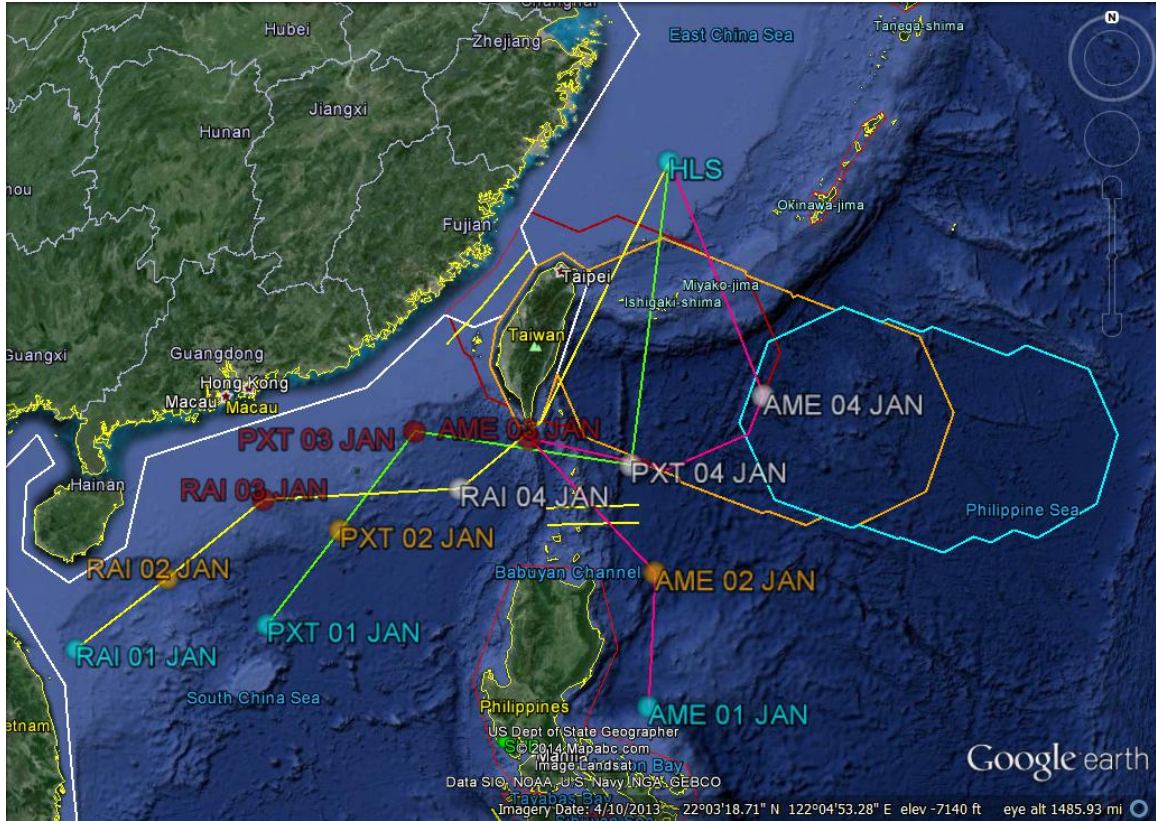 Shanghai
Hubei
Zhejiang
East China Sea
Tanega-shima
N
Jiangxi
Hunan
HLS
Okinawa-jima
Fujian
Taipei
Miyako-jima
Ishigaki-shima
Taiwan
Guangxi
Guangdong
Hong Kong
Macau
Macau
AME 04 JAN
PXT 03 JAN
AME 03 JAN
PXT 04 JAN
Hainan
RAI 03 JAN
RAI 04 JAN
Philippine Sea
PXT 02 JAN
RAI 02 JAN
Babuyan Channel
AME 02 JAN
PXT 01 JAN
RAI 01 JAN
South China Sea
Philippines
AME 01 JAN
US Dept of State Geographer
© 2014 Mapabc.com
Manila
Image Landsat
Bay
Data SIO, NOAA, U.S. Navy, NGA, GEBCO
Google earth
Tayabas Bay
Imagery Date: 4/10/2013 22°03'18.71" N 122°04'53.28" E elev -7140 ft eye alt 1485.93 mi